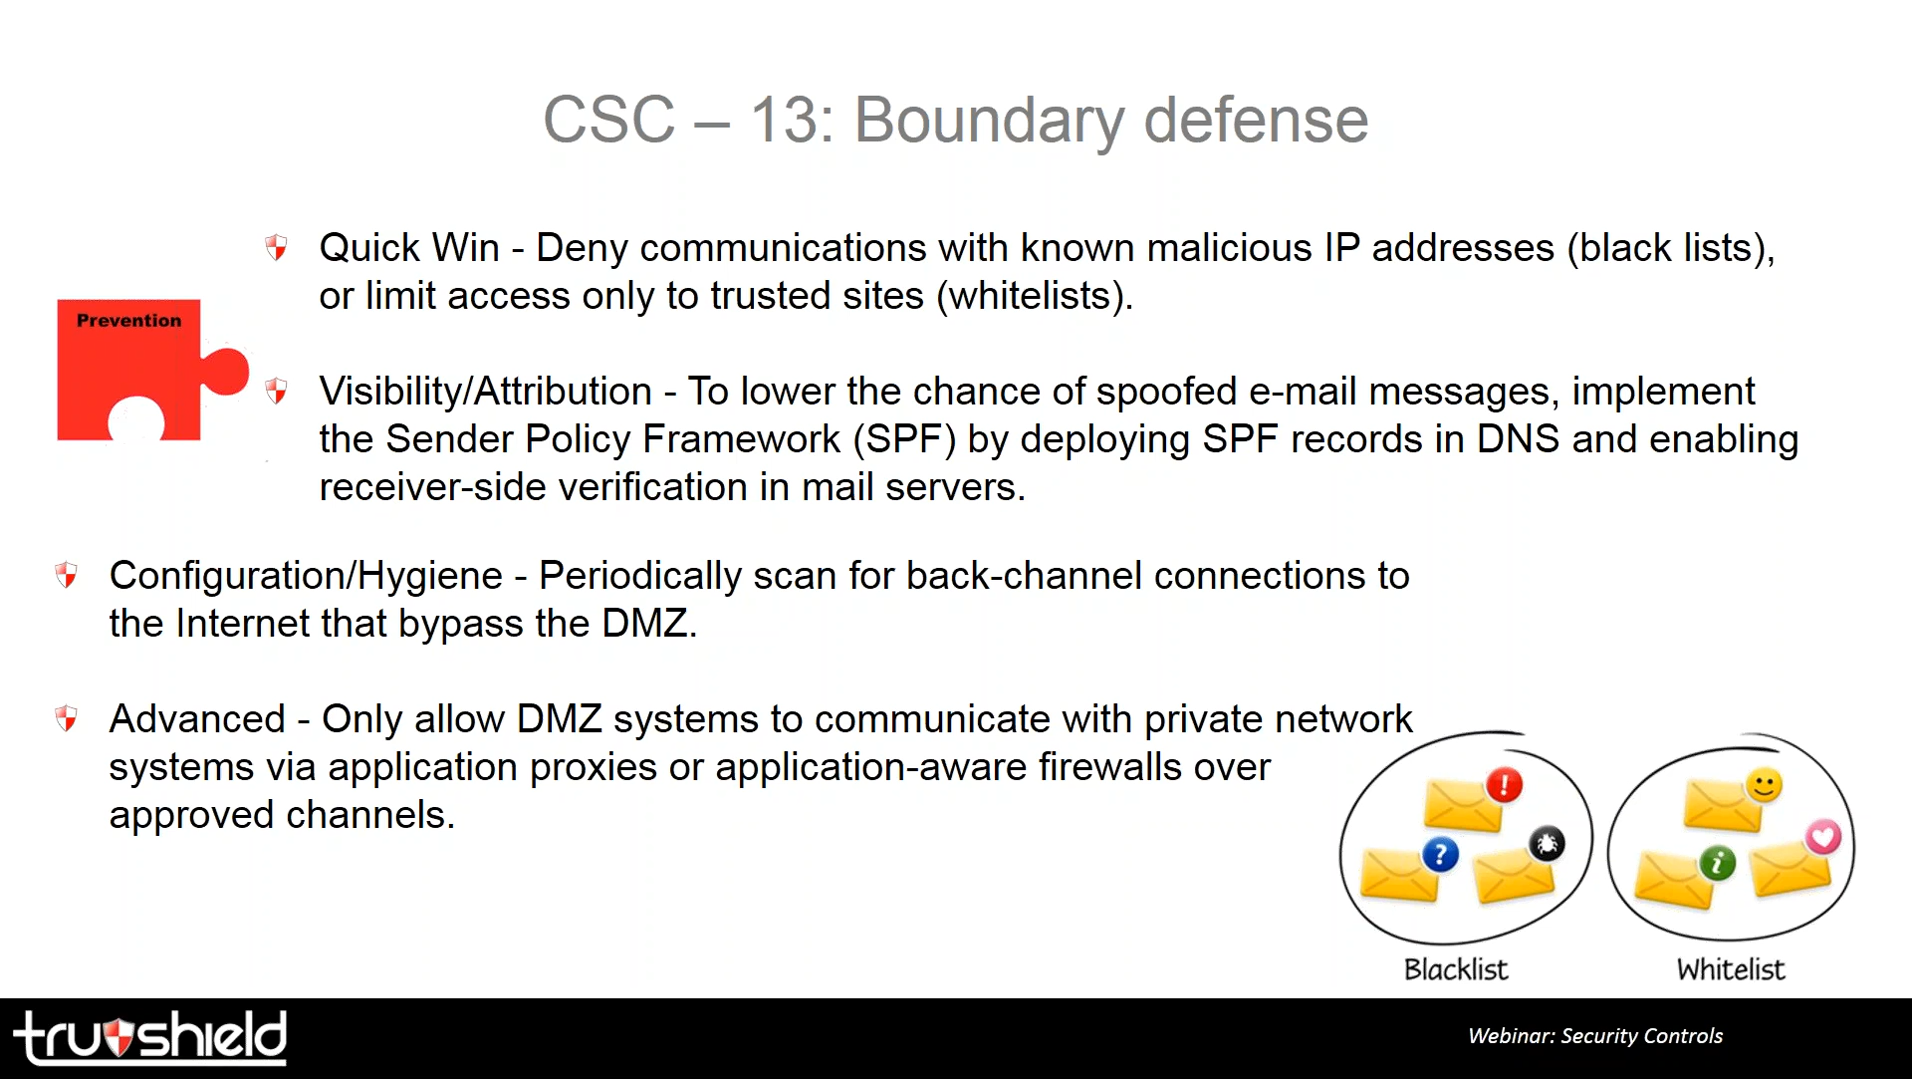 CSC – 13: Boundary defense
Quick Win - Deny communications with known malicious IP addresses (black lists),
or limit access only to trusted sites (whitelists).
Prevention
Visibility/Attribution - To lower the chance of spoofed e-mail messages, implement
the Sender Policy Framework (SPF) by deploying SPF records in DNS and enabling
receiver-side verification in mail servers.
Configuration/Hygiene - Periodically scan for back-channel connections to
the Internet that bypass the DMZ.
Advanced - Only allow DMZ systems to communicate with private network
systems via application proxies or application-aware firewalls over
approved channels.
!
?
i
Blacklist
Whitelist
trushield
Webinar: Security Controls